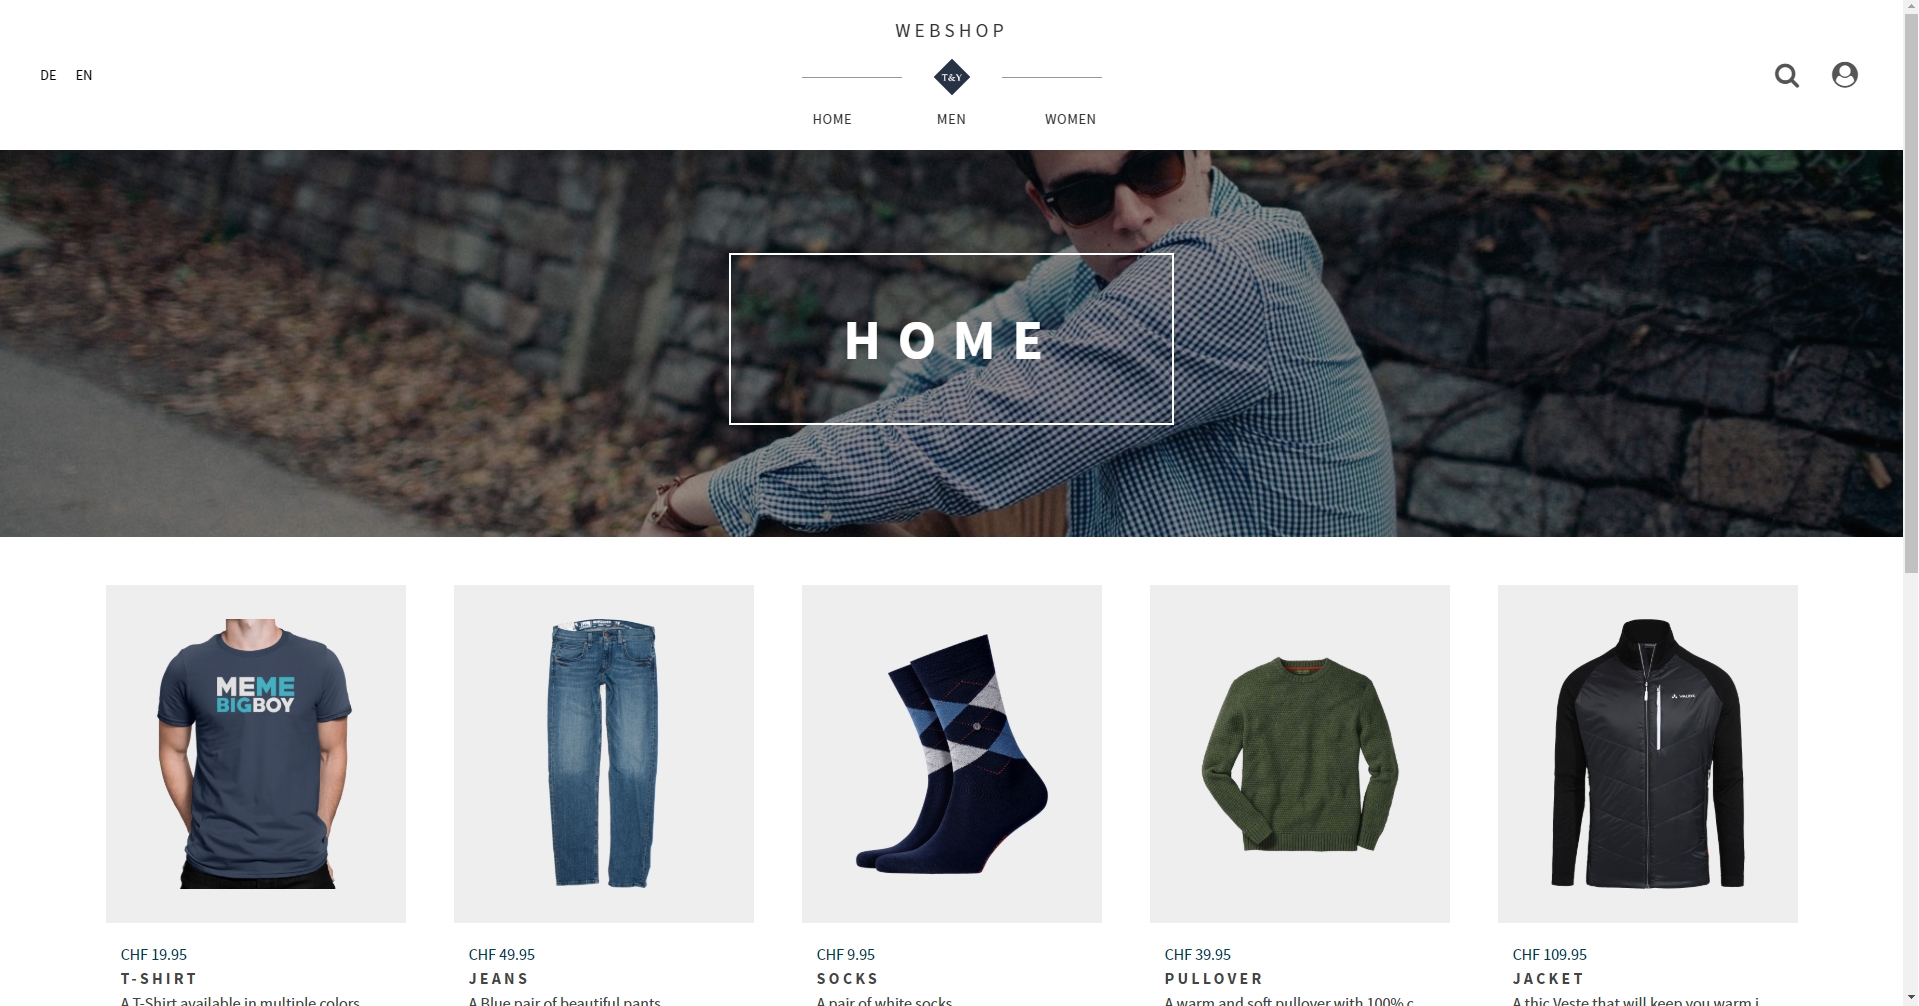 WEBSHOP
DE EN
T&Y
HOME MEN WOMEN
HOME
MEME
BIGBOY
CHF 19.95
T-SHIRT
A T-Shirt available in multiple colors
CHF 49.95
JEANS
A Blue pair of beautiful pants
CHF 9.95
SOCKS
A pair of white socks
CHF 39.95
PULLOVER
A warm and soft pullover with 100% c
VAUDE
CHF 109.95
JACKET
A thic Veste that will keep you warm i